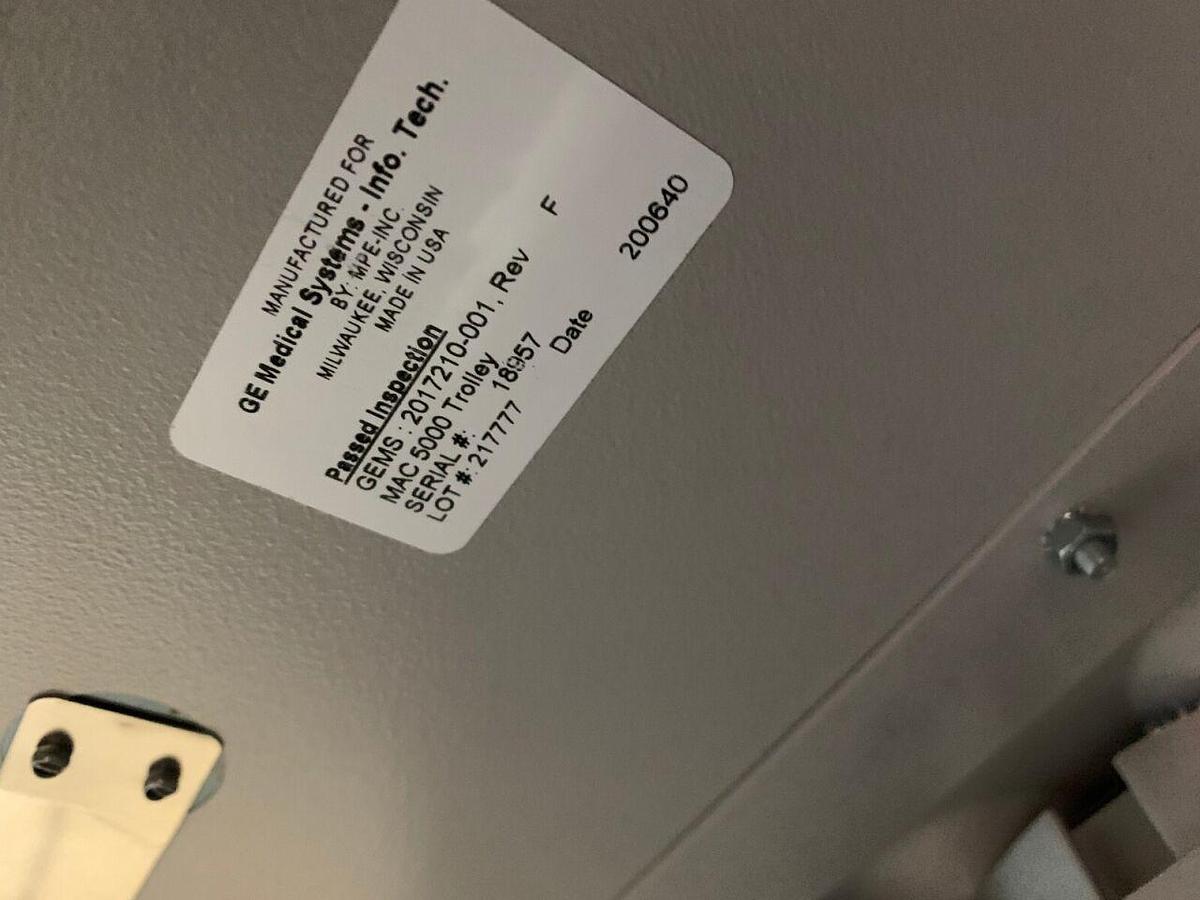 MANUFACTURED FOR
GE Medical Systems - Info. Tech.
BY: MPE-INC.
MILWAUKEE, WISCONSIN
MADE IN USA
Passed Inspection
GEMS : 2017210-001, Rev F
MAC 5000 Trolley
SERIAL #: 18957
LOT #: 217777 Date 200640